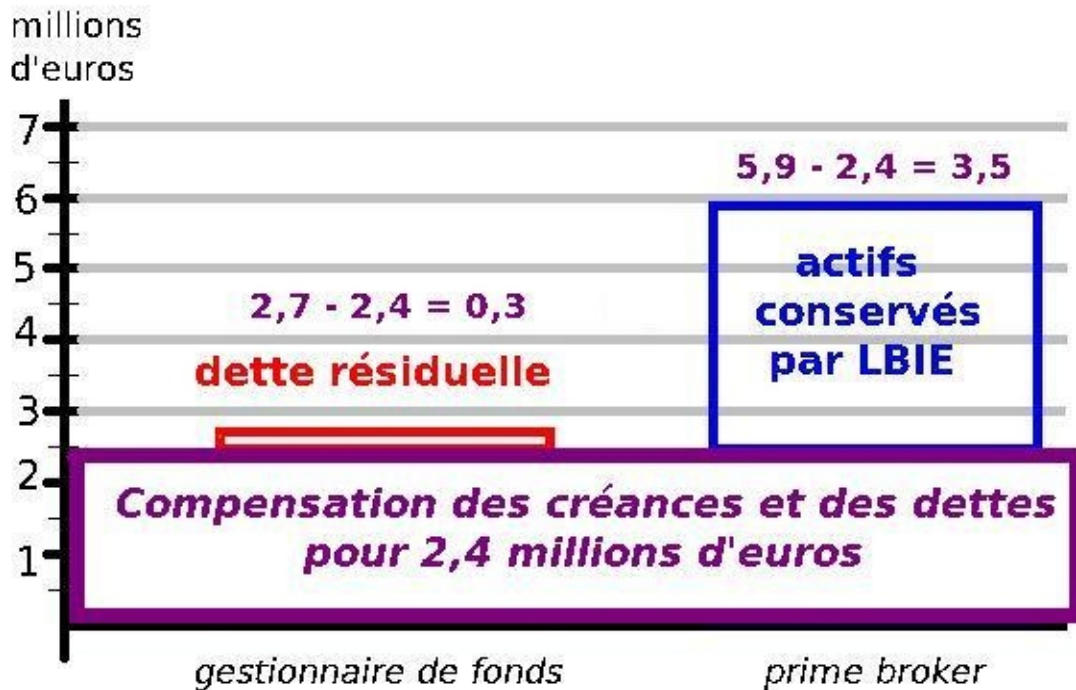 millions
d'euros
7
5,9 - 2,4 = 3,5
6
actifs
5
conservés
2,7 - 2,4 = 0,3
4
par LBIE
dette résiduelle
3
2
Compensation des créances et des dettes
pour 2,4 millions d'euros
1
gestionnaire de fonds
prime broker